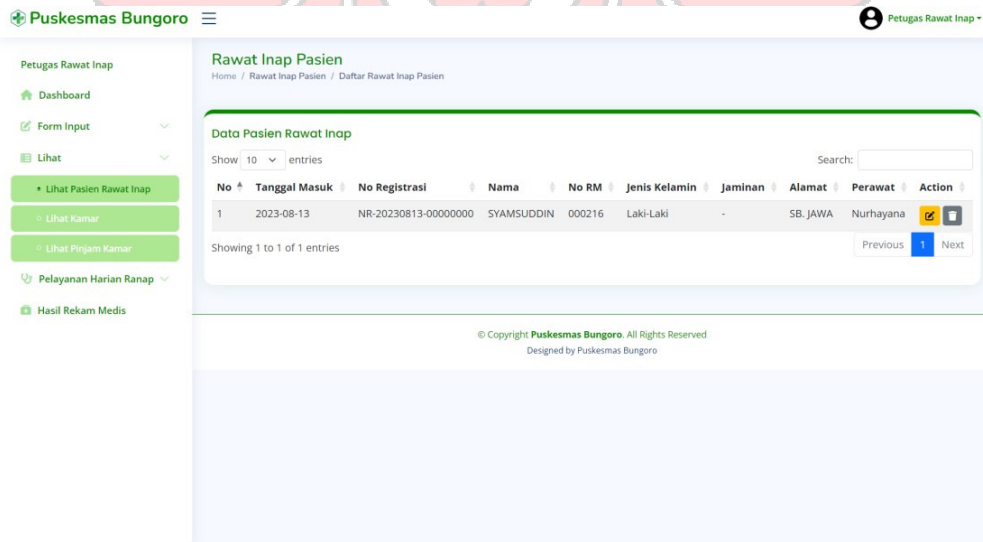 Puskesmas Bungoro
Petugas Rawat Inap
Petugas Rawat Inap
Dashboard
Form Input
Lihat
Lihat Pasien Rawat Inap
Lihat Kamar
Lihat Pinjam Kamar
Pelayanan Harian Ranap
Hasil Rekam Medis
Rawat Inap Pasien
Home / Rawat Inap Pasien / Daftar Rawat Inap Pasien
Data Pasien Rawat Inap
Show 10 entries Search:
No Tanggal Masuk No Registrasi Nama No RM Jenis Kelamin Jaminan Alamat Perawat Action
1 2023-08-13 NR-20230813-00000000 SYAMSUDDIN 000216 Laki-Laki - SB. JAWA Nurhayana
Showing 1 to 1 of 1 entries Previous 1 Next
© Copyright Puskesmas Bungoro. All Rights Reserved
Designed by Puskesmas Bungoro